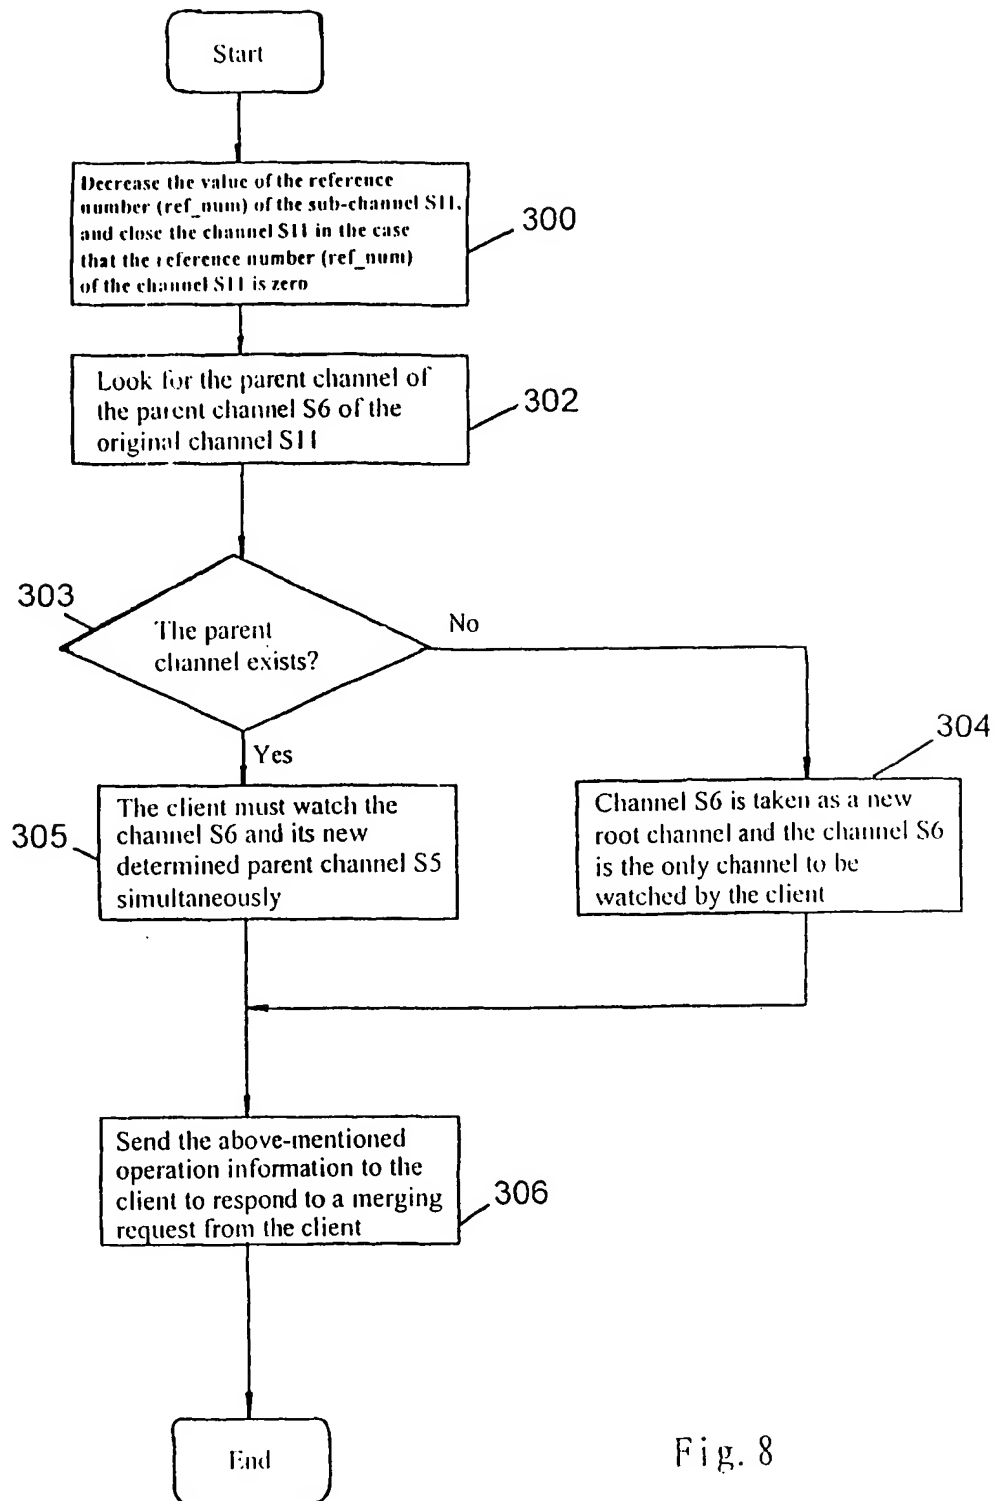 Start
Decrease the value of the reference
number (ref_num) of the sub-channel S11,
and close the channel S11 in the case
that the reference number (ref_num)
of the channel S11 is zero
300
Look for the parent channel of
the parent channel S6 of the
original channel S11
302
303
The parent
channel exists?
No
Yes
304
305
The client must watch the
channel S6 and its new
determined parent channel S5
simultaneously
Channel S6 is taken as a new
root channel and the channel S6
is the only channel to be
watched by the client
Send the above-mentioned
operation information to the
client to respond to a merging
request from the client
306
End
Fig. 8